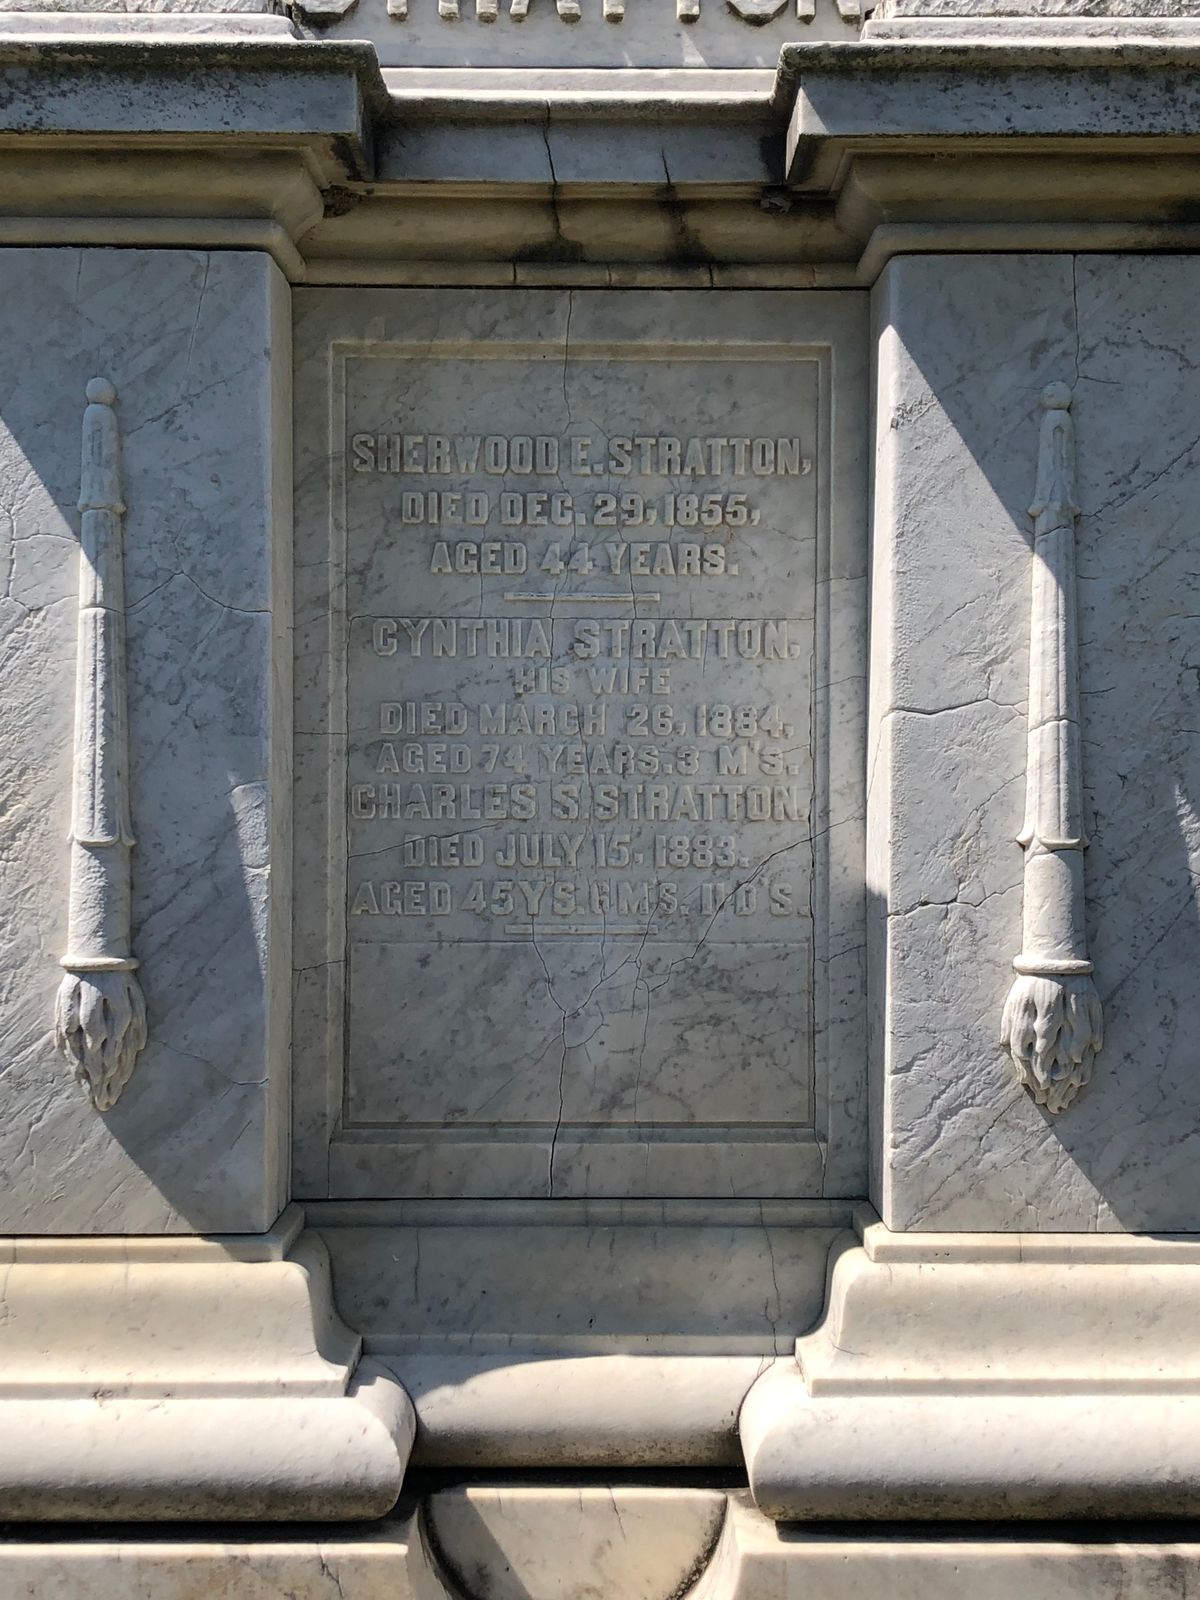 STRATTON
SHERWOOD E. STRATTON,
DIED DEC. 29, 1855,
AGED 44 YEARS.
CYNTHIA STRATTON,
HIS WIFE
DIED MARCH 26, 1884,
AGED 74 YEARS. 3 M'S.
CHARLES S. STRATTON,
DIED JULY 15, 1883.
AGED 45 Y'S. 6 M'S. 11 D'S.